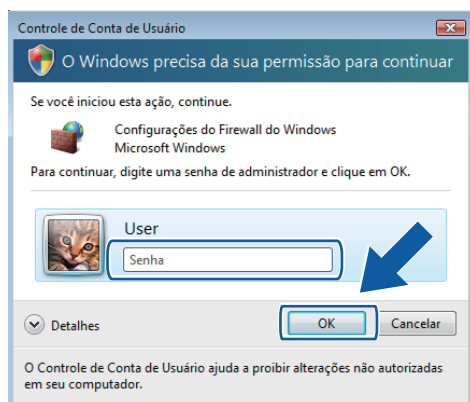 Controle de Conta de Usuário
O Windows precisa da sua permissão para continuar
Se você iniciou esta ação, continue.
Configurações do Firewall do Windows
Microsoft Windows
Para continuar, digite uma senha de administrador e clique em OK.
User
Senha
Detalhes
OK
Cancelar
O Controle de Conta de Usuário ajuda a proibir alterações não autorizadas
em seu computador.